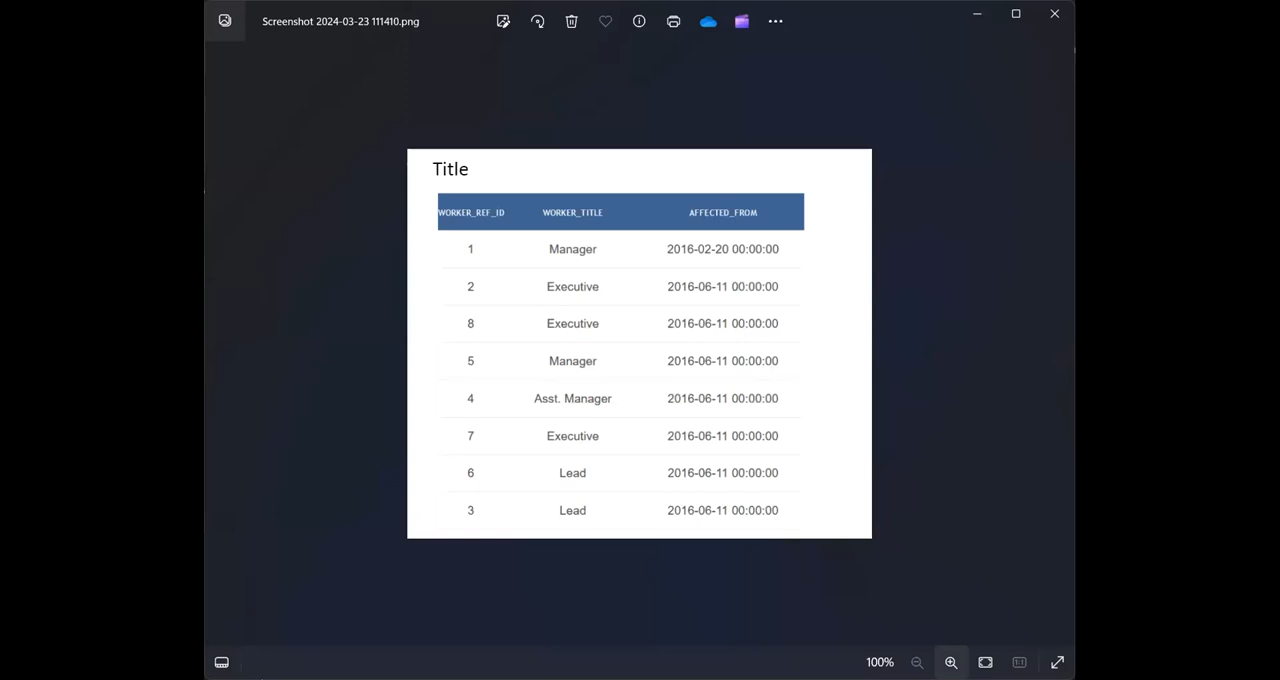 Screenshot 2024-03-23 111410.png
Title
WORKER_REF_ID WORKER_TITLE AFFECTED_FROM
1 Manager 2016-02-20 00:00:00
2 Executive 2016-06-11 00:00:00
8 Executive 2016-06-11 00:00:00
5 Manager 2016-06-11 00:00:00
4 Asst. Manager 2016-06-11 00:00:00
7 Executive 2016-06-11 00:00:00
6 Lead 2016-06-11 00:00:00
3 Lead 2016-06-11 00:00:00
100%